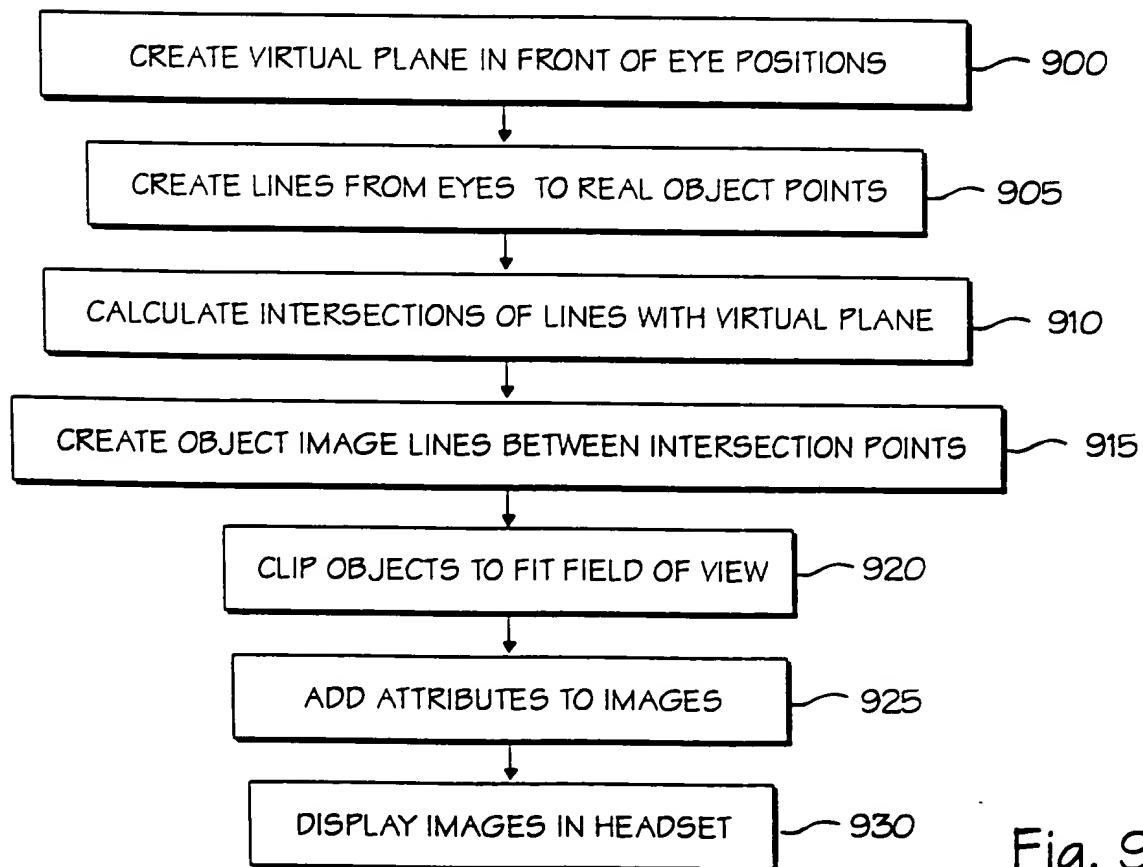 CREATE VIRTUAL PLANE IN FRONT OF EYE POSITIONS 900
CREATE LINES FROM EYES TO REAL OBJECT POINTS 905
CALCULATE INTERSECTIONS OF LINES WITH VIRTUAL PLANE 910
CREATE OBJECT IMAGE LINES BETWEEN INTERSECTION POINTS 915
CLIP OBJECTS TO FIT FIELD OF VIEW 920
ADD ATTRIBUTES TO IMAGES 925
DISPLAY IMAGES IN HEADSET 930
Fig. 9